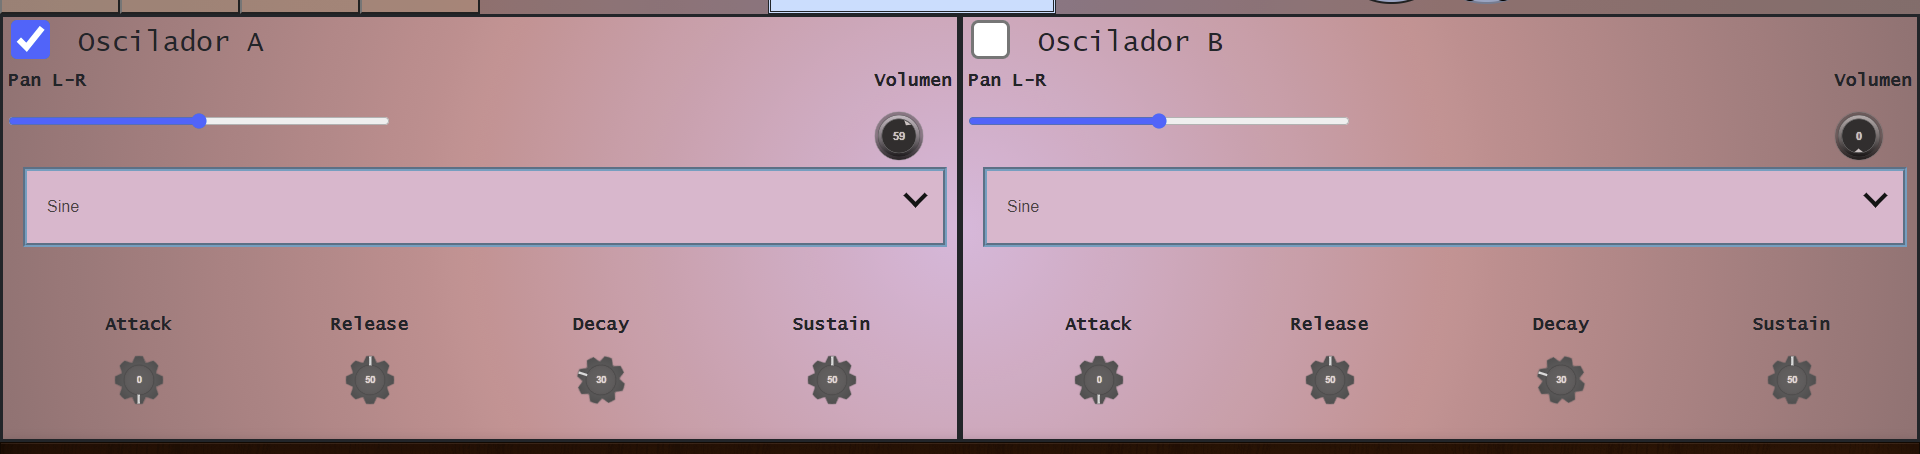 Oscilador A
Pan L-R
Volumen
59
Sine
Attack
Release
Decay
Sustain
0
50
30
50
Oscilador B
Pan L-R
Volumen
0
Sine
Attack
Release
Decay
Sustain
0
50
30
50